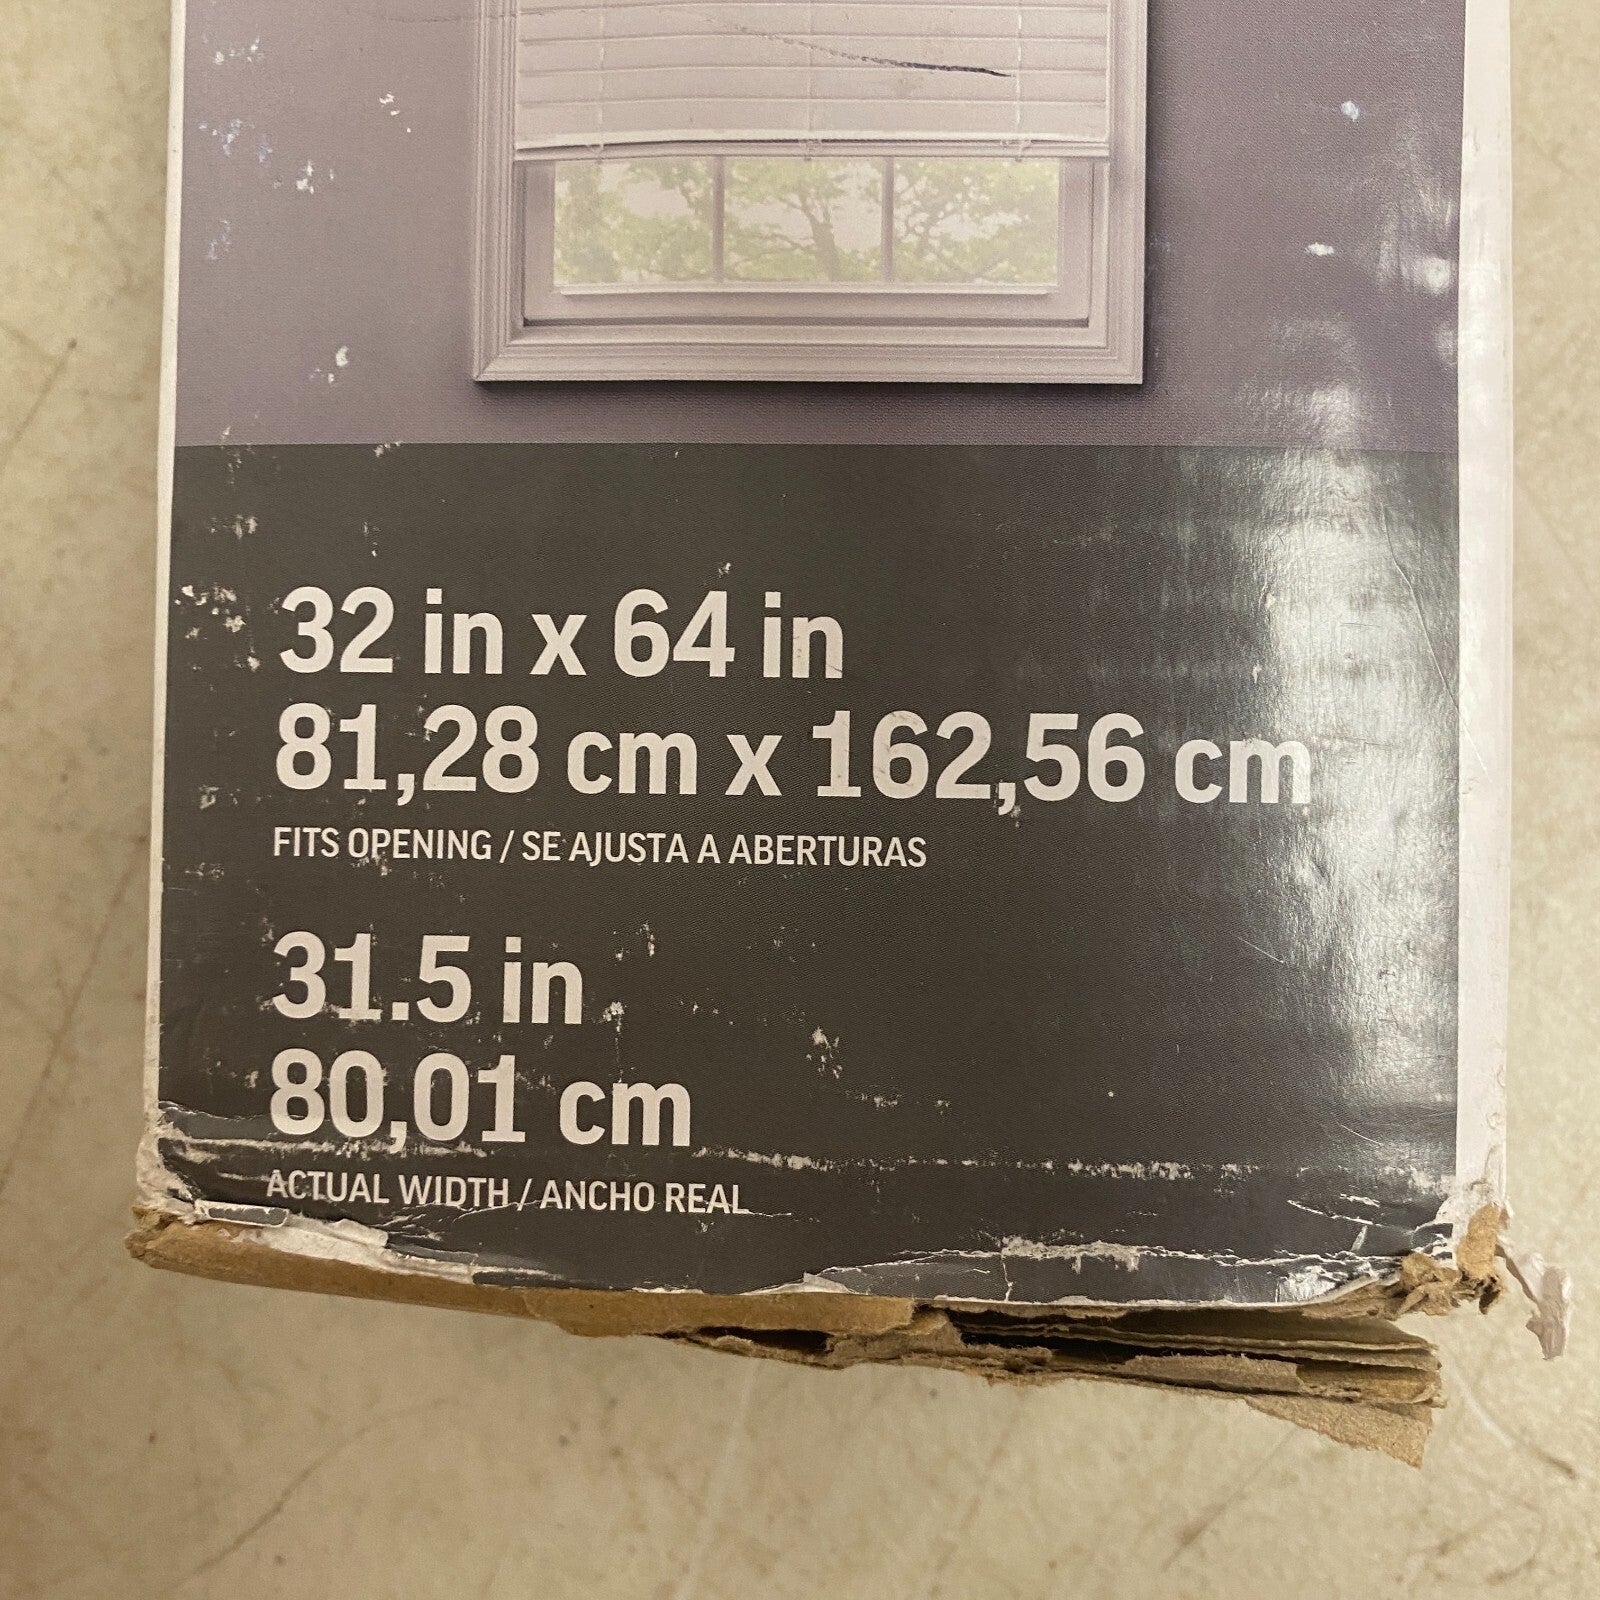 32 in x 64 in
81,28 cm x 162,56 cm
FITS OPENING / SE AJUSTA A ABERTURAS
31.5 in
80,01 cm
ACTUAL WIDTH / ANCHO REAL